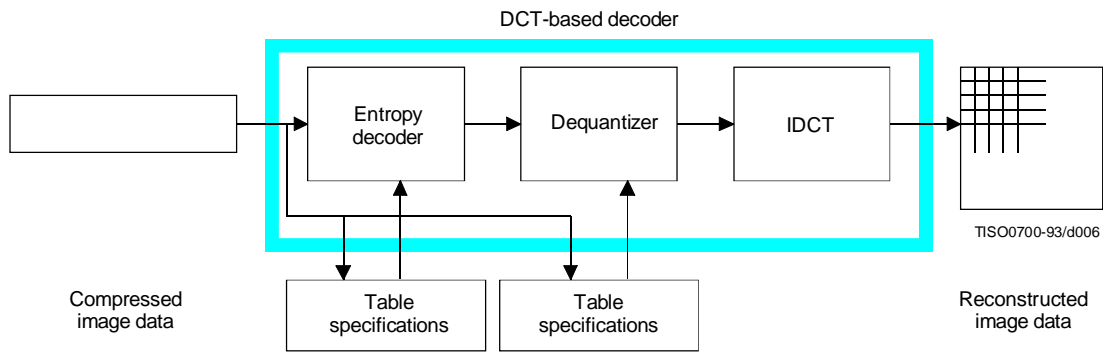 DCT-based decoder
Entropy
decoder
Dequantizer
IDCT
TISO0700-93/d006
Compressed
image data
Table
specifications
Table
specifications
Reconstructed
image data